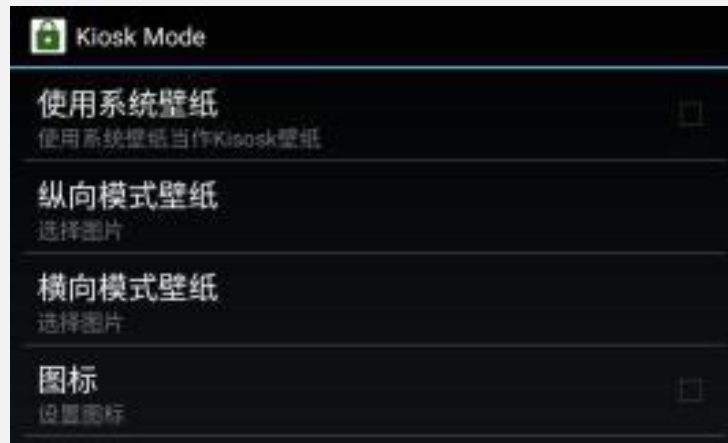 Kiosk Mode
使用系统壁纸
使用系统壁纸当作Kisosk壁纸
纵向模式壁纸
选择图片
横向模式壁纸
选择图片
图标
设置图标